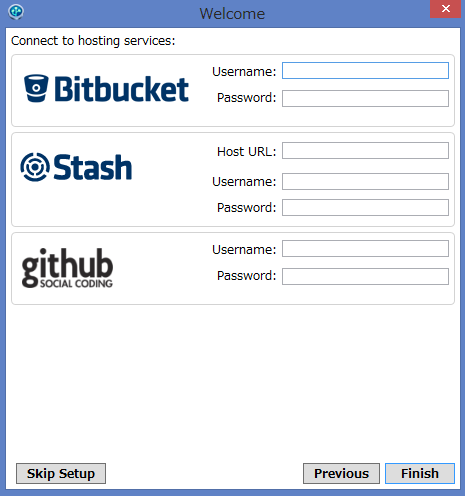 Welcome
Connect to hosting services:
Bitbucket
Username:
Password:
Stash
Host URL:
Username:
Password:
github
SOCIAL CODING
Username:
Password:
Skip Setup
Previous
Finish